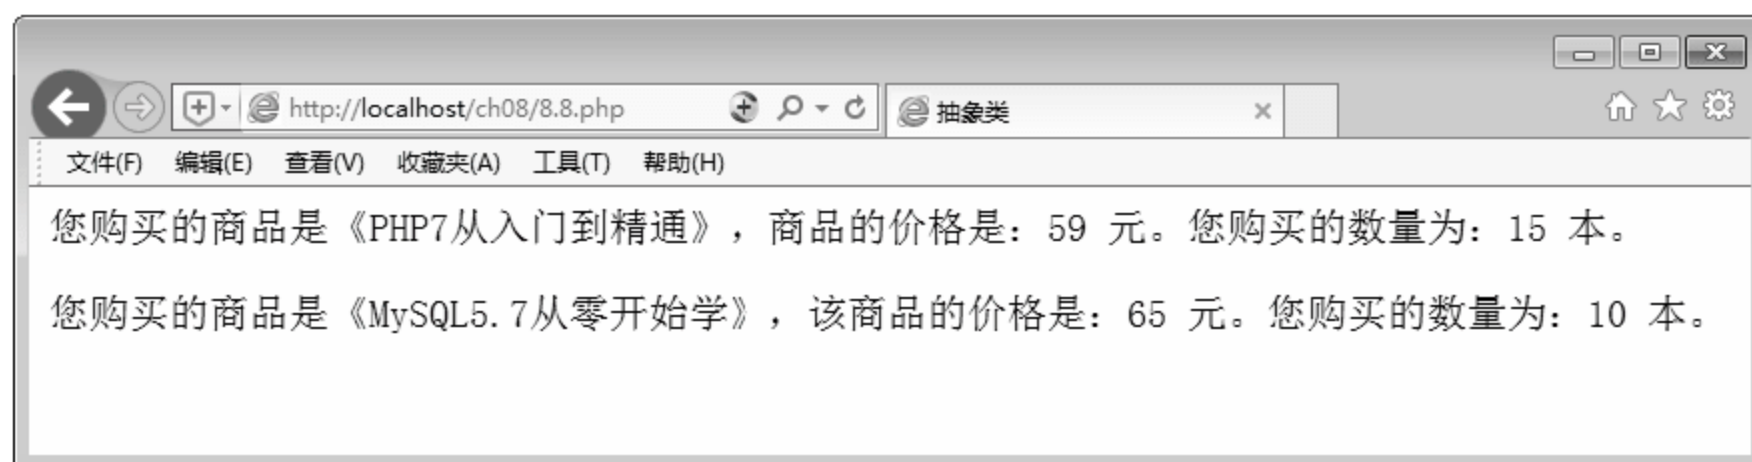 http://localhost/ch08/8.8.php 抽象类
文件(F) 编辑(E) 查看(V) 收藏夹(A) 工具(T) 帮助(H)
您购买的商品是《PHP7从入门到精通》，商品的价格是：59 元。您购买的数量为：15 本。
您购买的商品是《MySQL5.7从零开始学》，该商品的价格是：65 元。您购买的数量为：10 本。